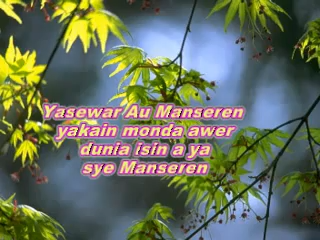 Yasewar Au Manseren
yakain monda awer
dunia isin a ya
sye Manseren